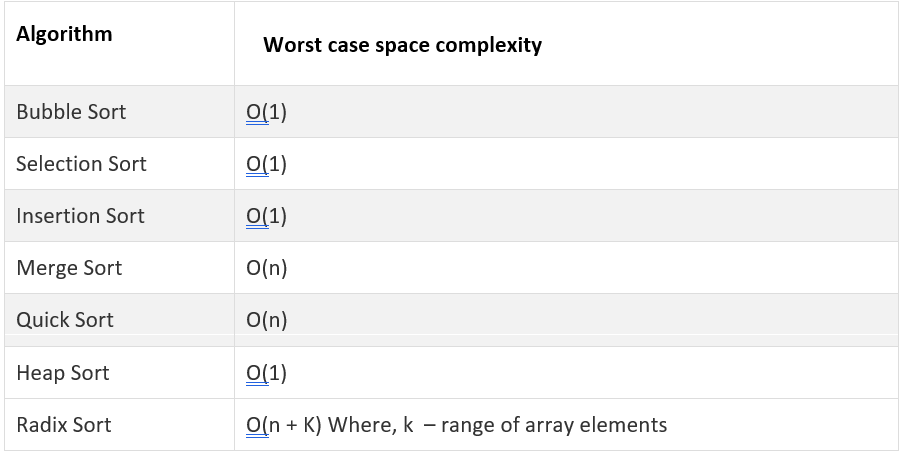 Algorithm Worst case space complexity
Bubble Sort O(1)
Selection Sort O(1)
Insertion Sort O(1)
Merge Sort O(n)
Quick Sort O(n)
Heap Sort O(1)
Radix Sort O(n + K) Where, k – range of array elements